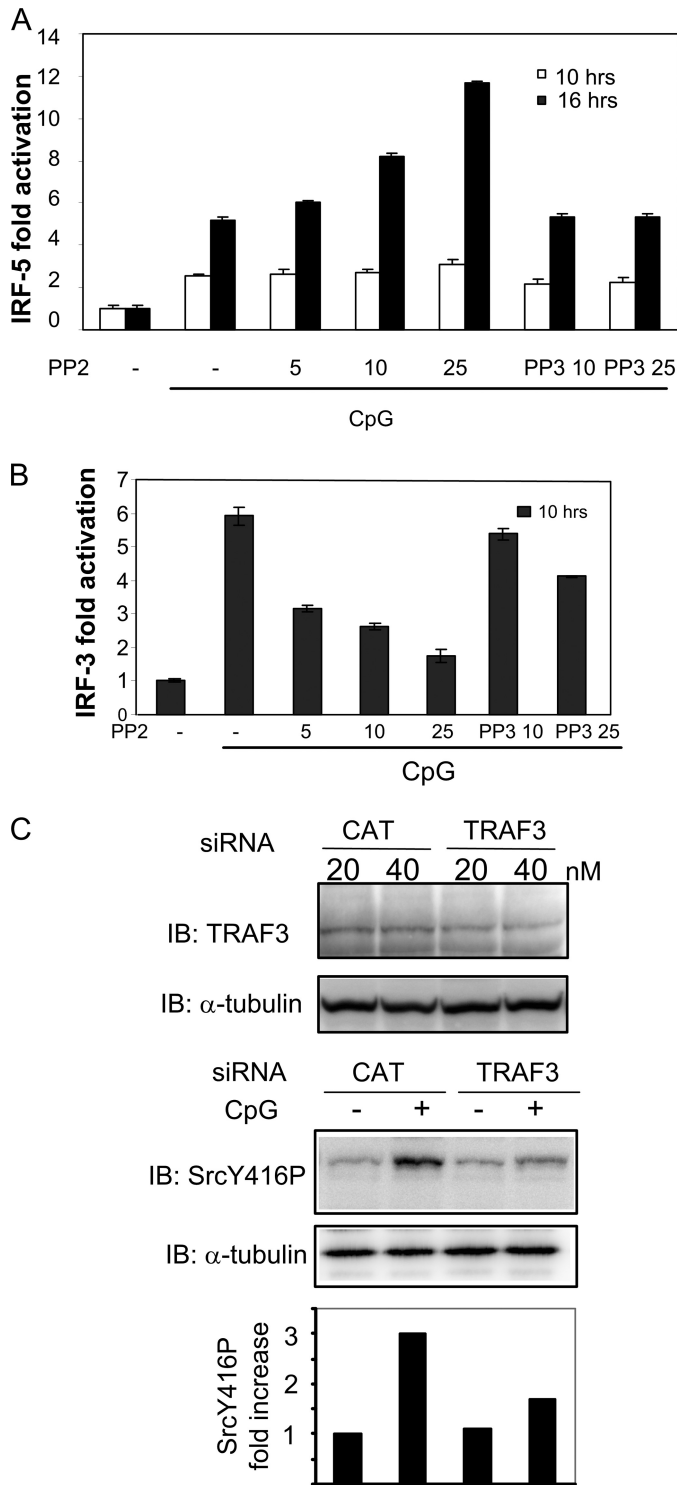 A
IRF-5 fold activation
14
12
10
8
6
4
2
0
10 hrs
16 hrs
PP2 - - 5 10 25 PP3 10 PP3 25
CpG
B
IRF-3 fold activation
7
6
5
4
3
2
1
0
10 hrs
PP2 - - 5 10 25 PP3 10 PP3 25
CpG
C
siRNA CAT TRAF3
20 40 20 40 nM
IB: TRAF3
IB: α-tubulin
siRNA CAT TRAF3
CpG - + - +
IB: SrcY416P
IB: α-tubulin
SrcY416P
fold increase
3
2
1